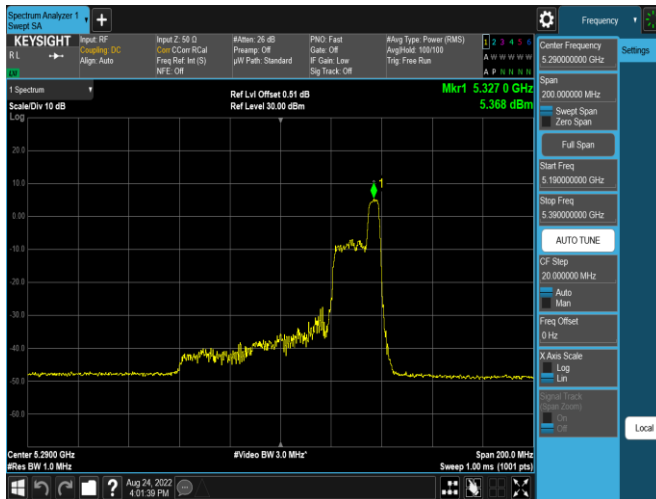 Spectrum Analyzer 1
Swept SA
+
Frequency
KEYSIGHT
RL
Input: RF
Coupling: DC
Align: Auto
Input Z: 50 Ω
Corr CCorr RCal
Freq Ref: Int (S)
NFE: Off
#Atten: 26 dB
Preamp: Off
µW Path: Standard
PNO: Fast
Gate: Off
IF Gain: Low
Sig Track: Off
#Avg Type: Power (RMS)
Avg|Hold: 100/100
Trig: Free Run
1 2 3 4 5 6
A W W W W W
A P N N N N
1 Spectrum
Scale/Div 10 dB
Log
Ref Lvl Offset 0.51 dB
Ref Level 30.00 dBm
Mkr1 5.327 0 GHz
5.368 dBm
20.0
10.0
0.00
-10.0
-20.0
-30.0
-40.0
-50.0
-60.0
1
Center 5.2900 GHz
#Res BW 1.0 MHz
#Video BW 3.0 MHz*
Span 200.0 MHz
Sweep 1.00 ms (1001 pts)
Aug 24, 2022
4:01:39 PM
Center Frequency
5.290000000 GHz
Settings
Span
200.000000 MHz
Swept Span
Zero Span
Full Span
Start Freq
5.190000000 GHz
Stop Freq
5.390000000 GHz
AUTO TUNE
CF Step
20.000000 MHz
Auto
Man
Freq Offset
0 Hz
X Axis Scale
Log
Lin
Signal Track
(Span Zoom)
On
Off
Local